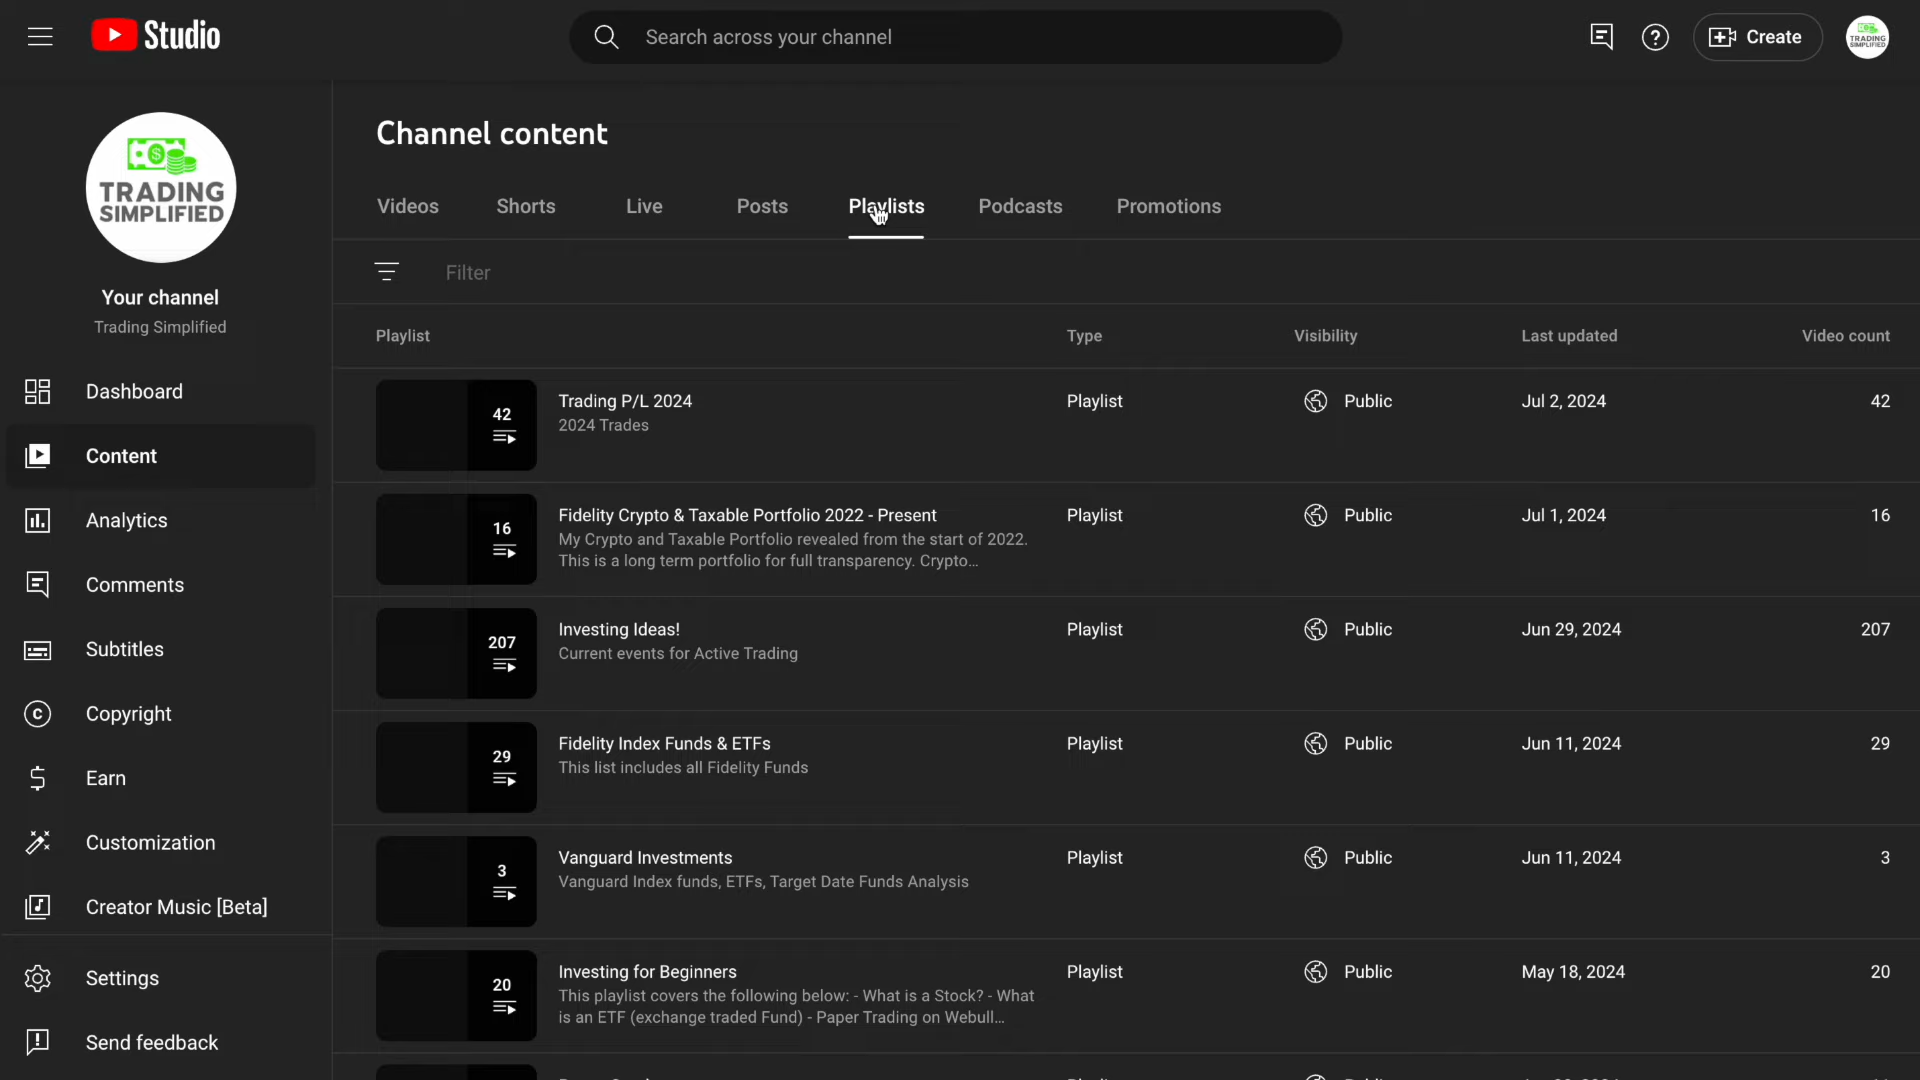 Studio
Search across your channel
Create
TRADING
SIMPLIFIED
TRADING
SIMPLIFIED
Your channel
Trading Simplified
Dashboard
Content
Analytics
Comments
Subtitles
Copyright
Earn
Customization
Creator Music [Beta]
Settings
Send feedback
Channel content
Videos Shorts Live Posts Playlists Podcasts Promotions
Filter
Playlist Type Visibility Last updated Video count
42 Trading P/L 2024 Playlist Public Jul 2, 2024 42
2024 Trades
16 Fidelity Crypto & Taxable Portfolio 2022 - Present Playlist Public Jul 1, 2024 16
My Crypto and Taxable Portfolio revealed from the start of 2022.
This is a long term portfolio for full transparency. Crypto...
207 Investing Ideas! Playlist Public Jun 29, 2024 207
Current events for Active Trading
29 Fidelity Index Funds & ETFs Playlist Public Jun 11, 2024 29
This list includes all Fidelity Funds
3 Vanguard Investments Playlist Public Jun 11, 2024 3
Vanguard Index funds, ETFs, Target Date Funds Analysis
20 Investing for Beginners Playlist Public May 18, 2024 20
This playlist covers the following below: - What is a Stock? - What
is an ETF (exchange traded Fund) - Paper Trading on Webull...